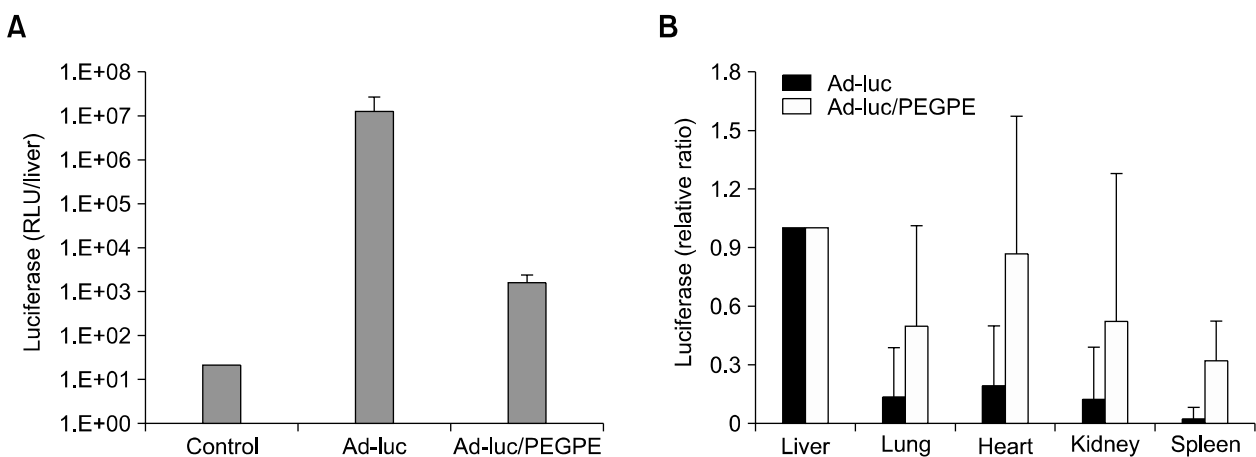 A
Luciferase (RLU/liver)
1.E+08
1.E+07
1.E+06
1.E+05
1.E+04
1.E+03
1.E+02
1.E+01
1.E+00
Control
Ad-luc
Ad-luc/PEGPE
B
Luciferase (relative ratio)
1.8
1.5
1.2
0.9
0.6
0.3
0
Ad-luc
Ad-luc/PEGPE
Liver
Lung
Heart
Kidney
Spleen